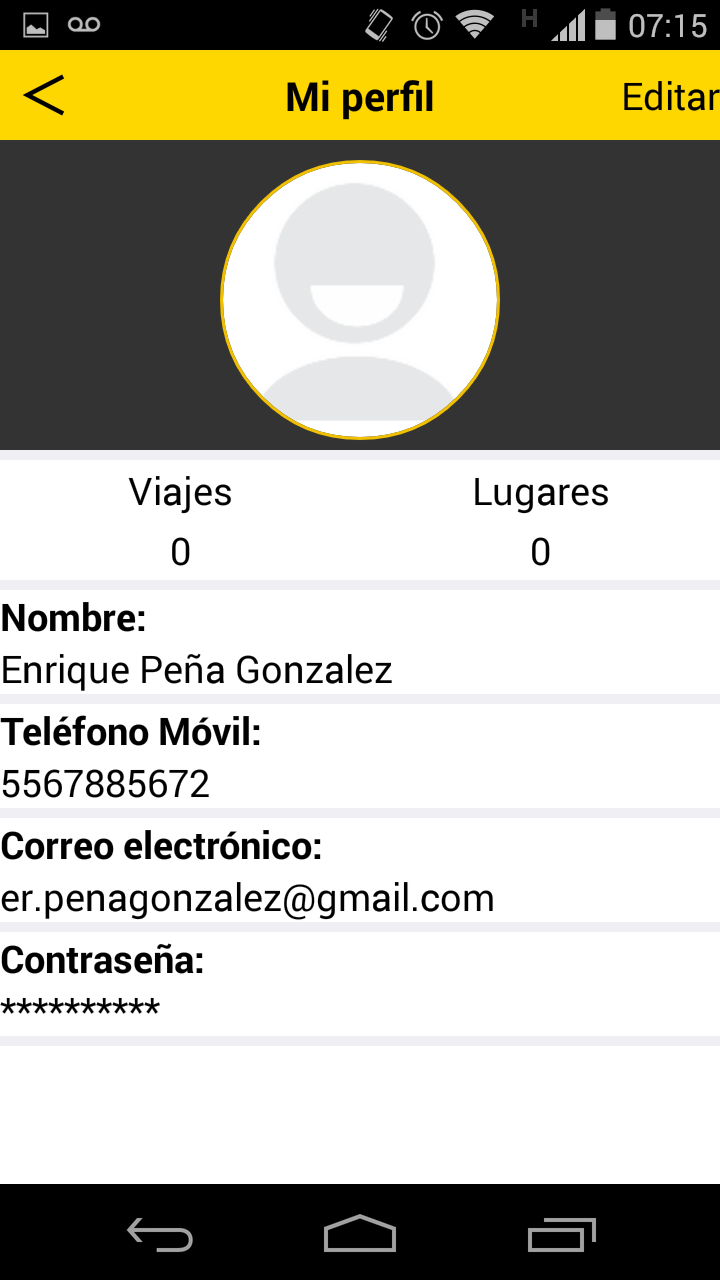 H 07:15
< Mi perfil Editar
Viajes Lugares
0 0
Nombre:
Enrique Peña Gonzalez
Teléfono Móvil:
5567885672
Correo electrónico:
er.penagonzalez@gmail.com
Contraseña:
**********